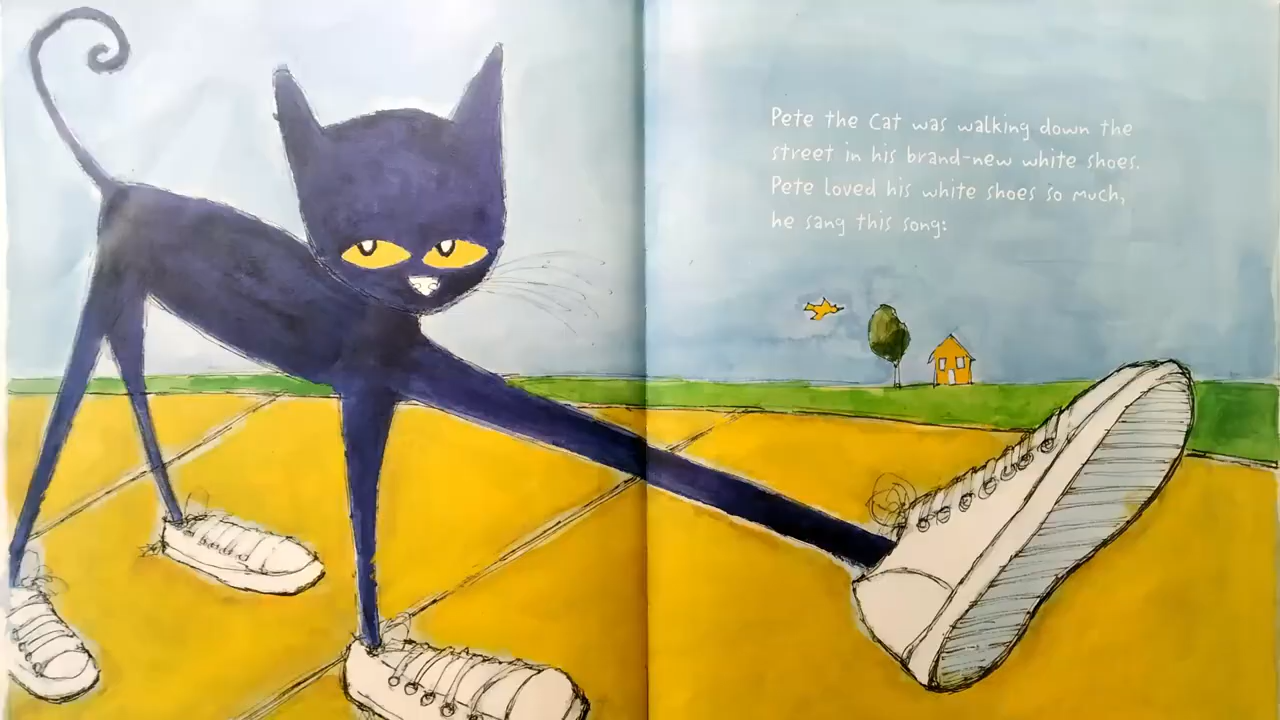 Pete the Cat was walking down the
street in his brand-new white shoes.
Pete loved his white shoes so much,
he sang this song: